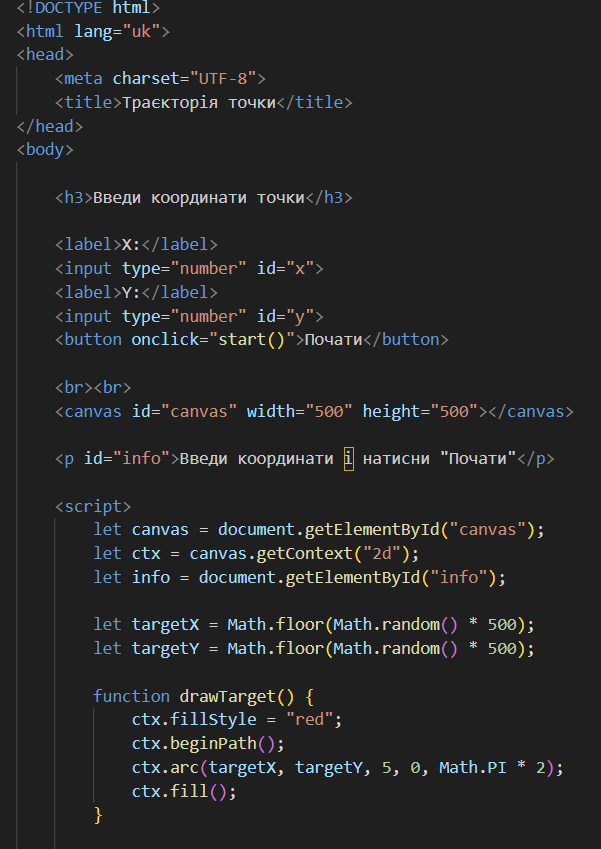 <!DOCTYPE html>
<html lang="uk">
<head>
    <meta charset="UTF-8">
    <title>Траєкторія точки</title>
</head>
<body>

    <h3>Введи координати точки</h3>

    <label>X:</label>
    <input type="number" id="x">
    <label>Y:</label>
    <input type="number" id="y">
    <button onclick="start()">Почати</button>

    <br><br>
    <canvas id="canvas" width="500" height="500"></canvas>

    <p id="info">Введи координати і натисни "Почати"</p>

    <script>
        let canvas = document.getElementById("canvas");
        let ctx = canvas.getContext("2d");
        let info = document.getElementById("info");

        let targetX = Math.floor(Math.random() * 500);
        let targetY = Math.floor(Math.random() * 500);

        function drawTarget() {
            ctx.fillStyle = "red";
            ctx.beginPath();
            ctx.arc(targetX, targetY, 5, 0, Math.PI * 2);
            ctx.fill();
        }